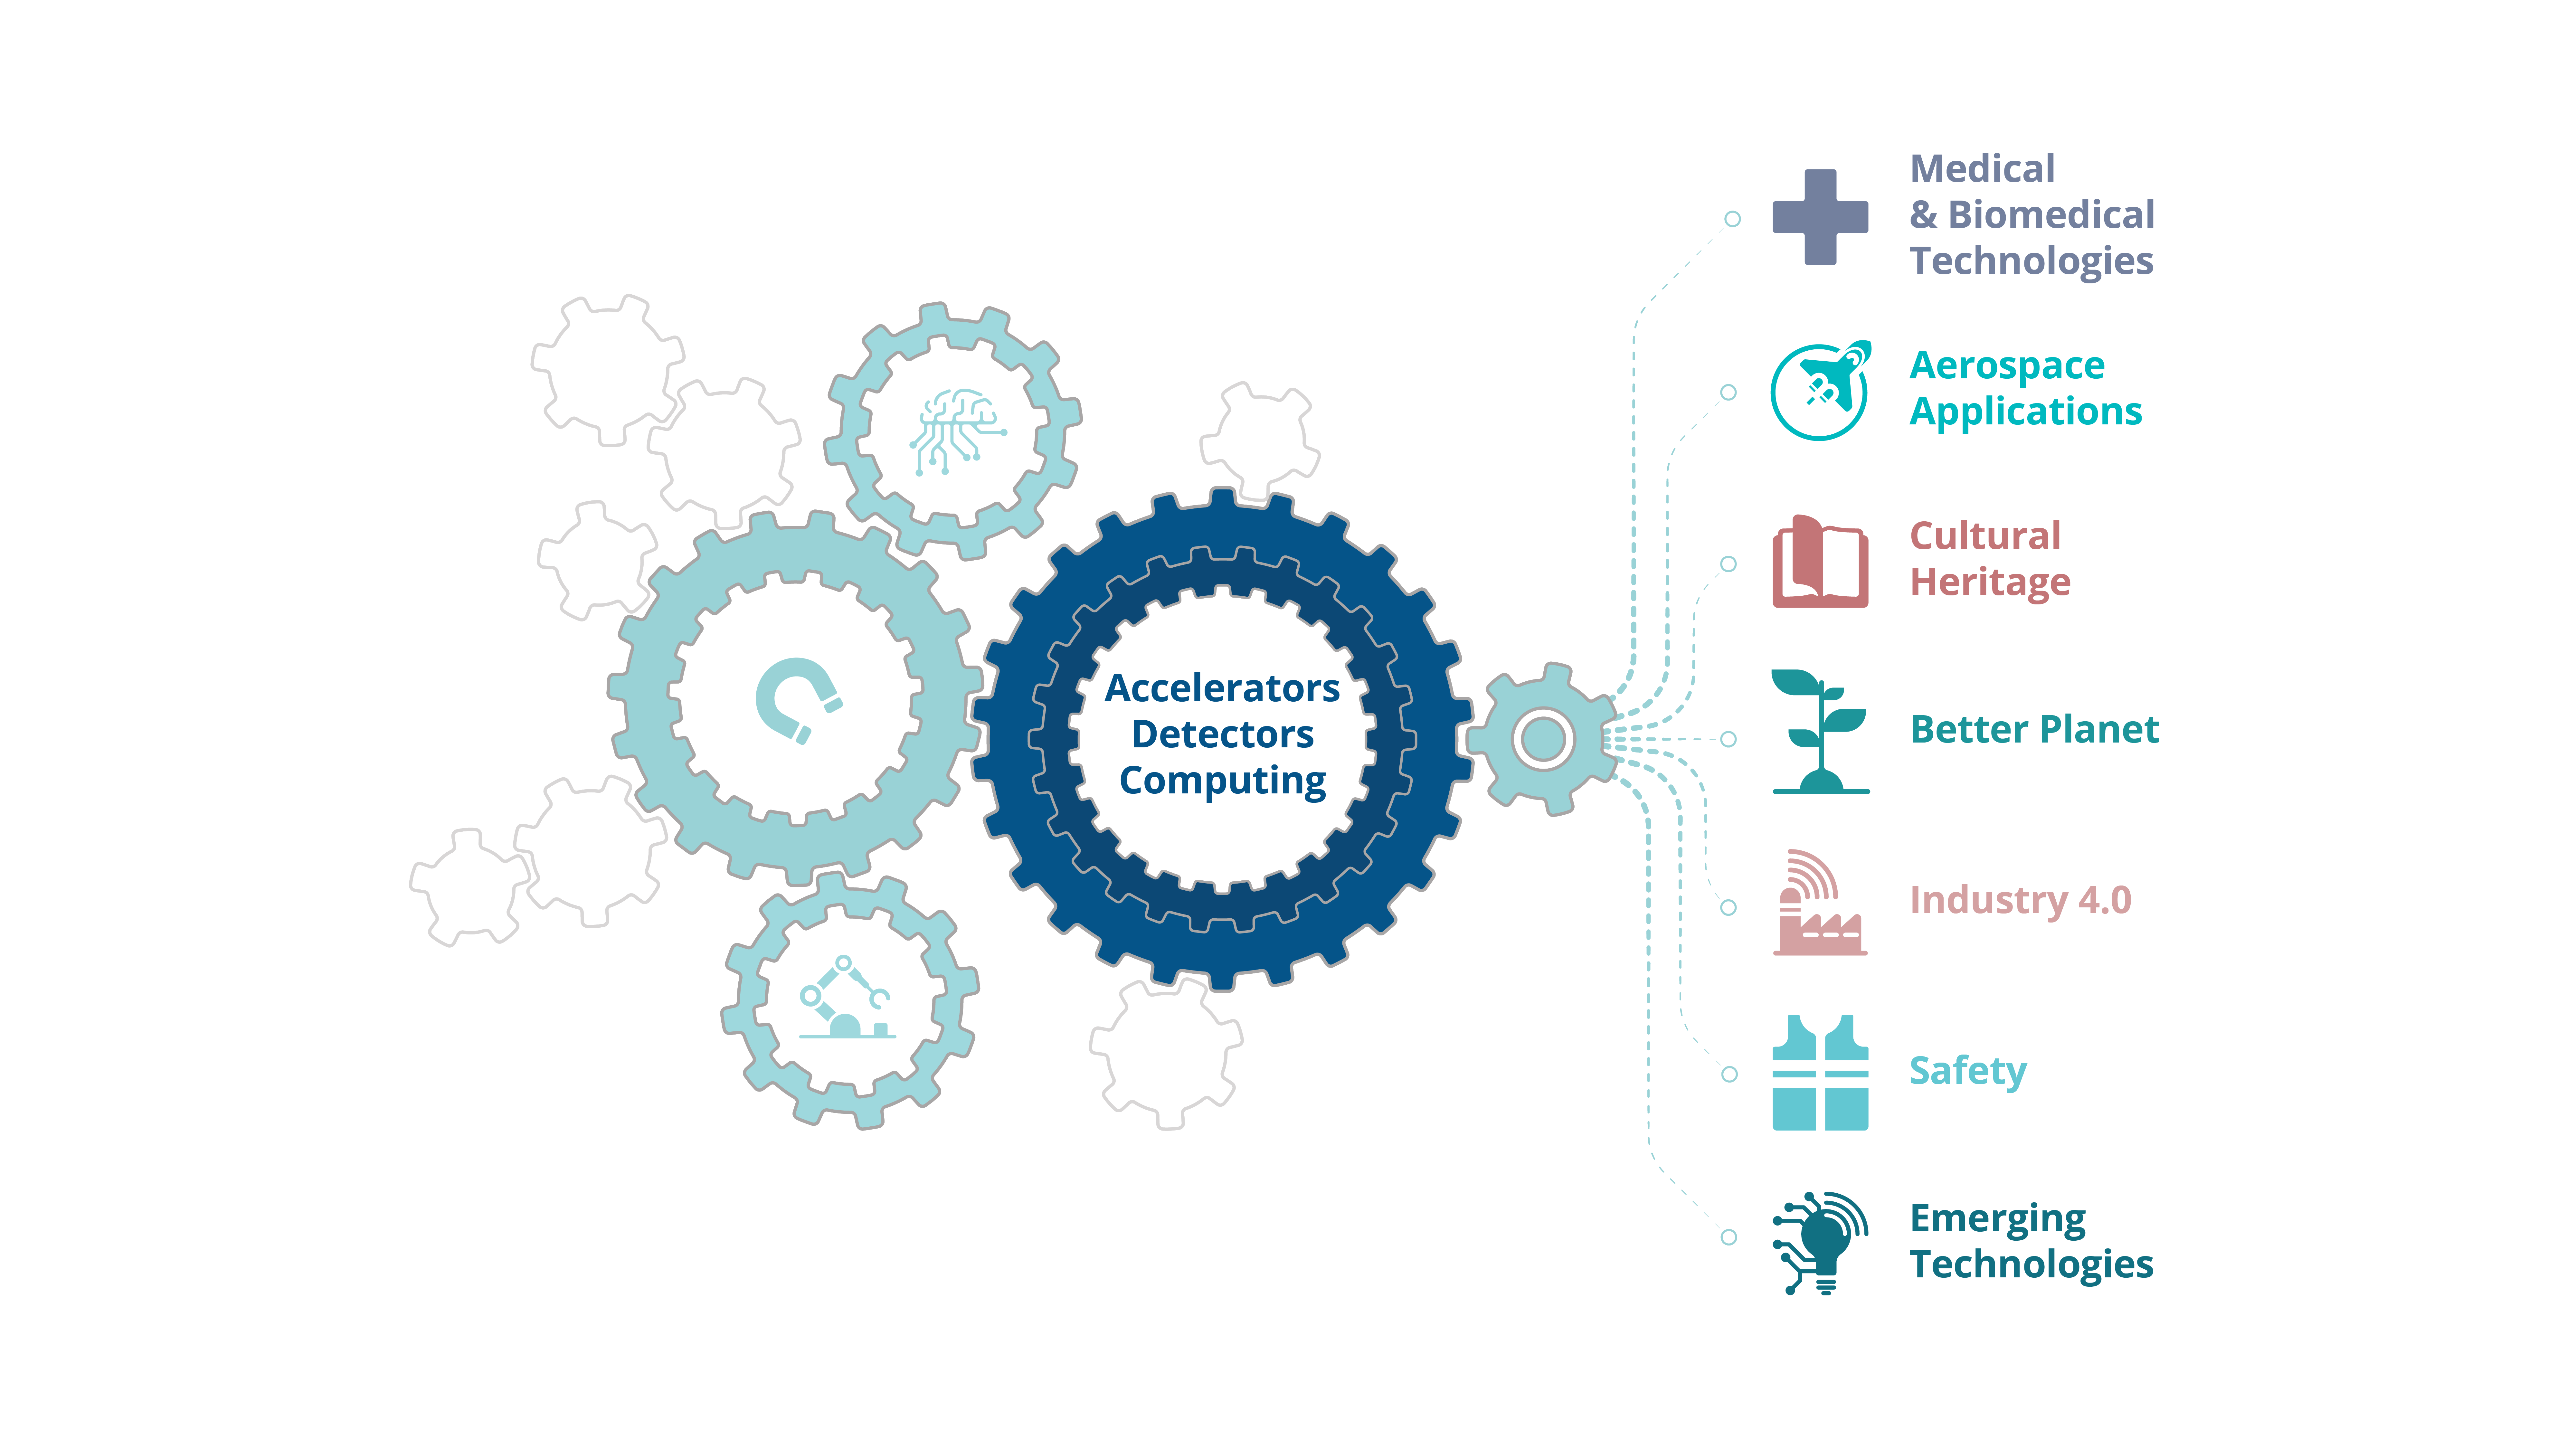 Accelerators
Detectors
Computing
Medical
& Biomedical
Technologies
Aerospace
Applications
Cultural
Heritage
Better Planet
Industry 4.0
Safety
Emerging
Technologies